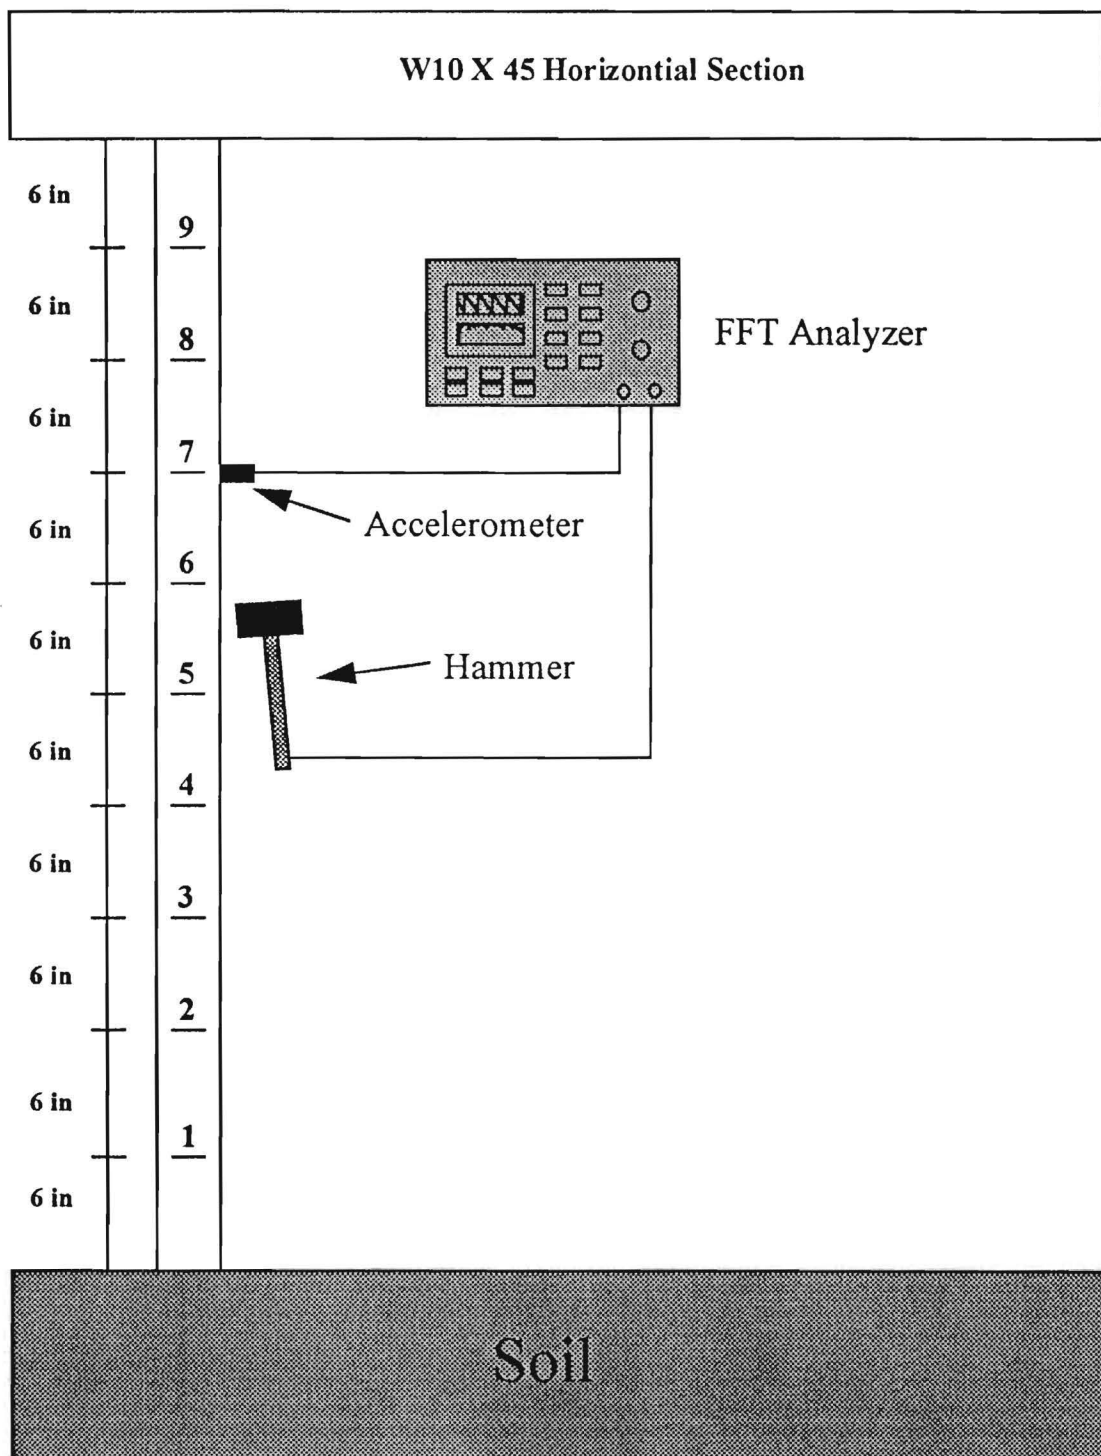 W10 X 45 Horizontial Section
6 in
9
6 in
8
FFT Analyzer
6 in
7
Accelerometer
6 in
6
6 in
Hammer
5
6 in
4
6 in
3
6 in
2
6 in
1
6 in
Soil